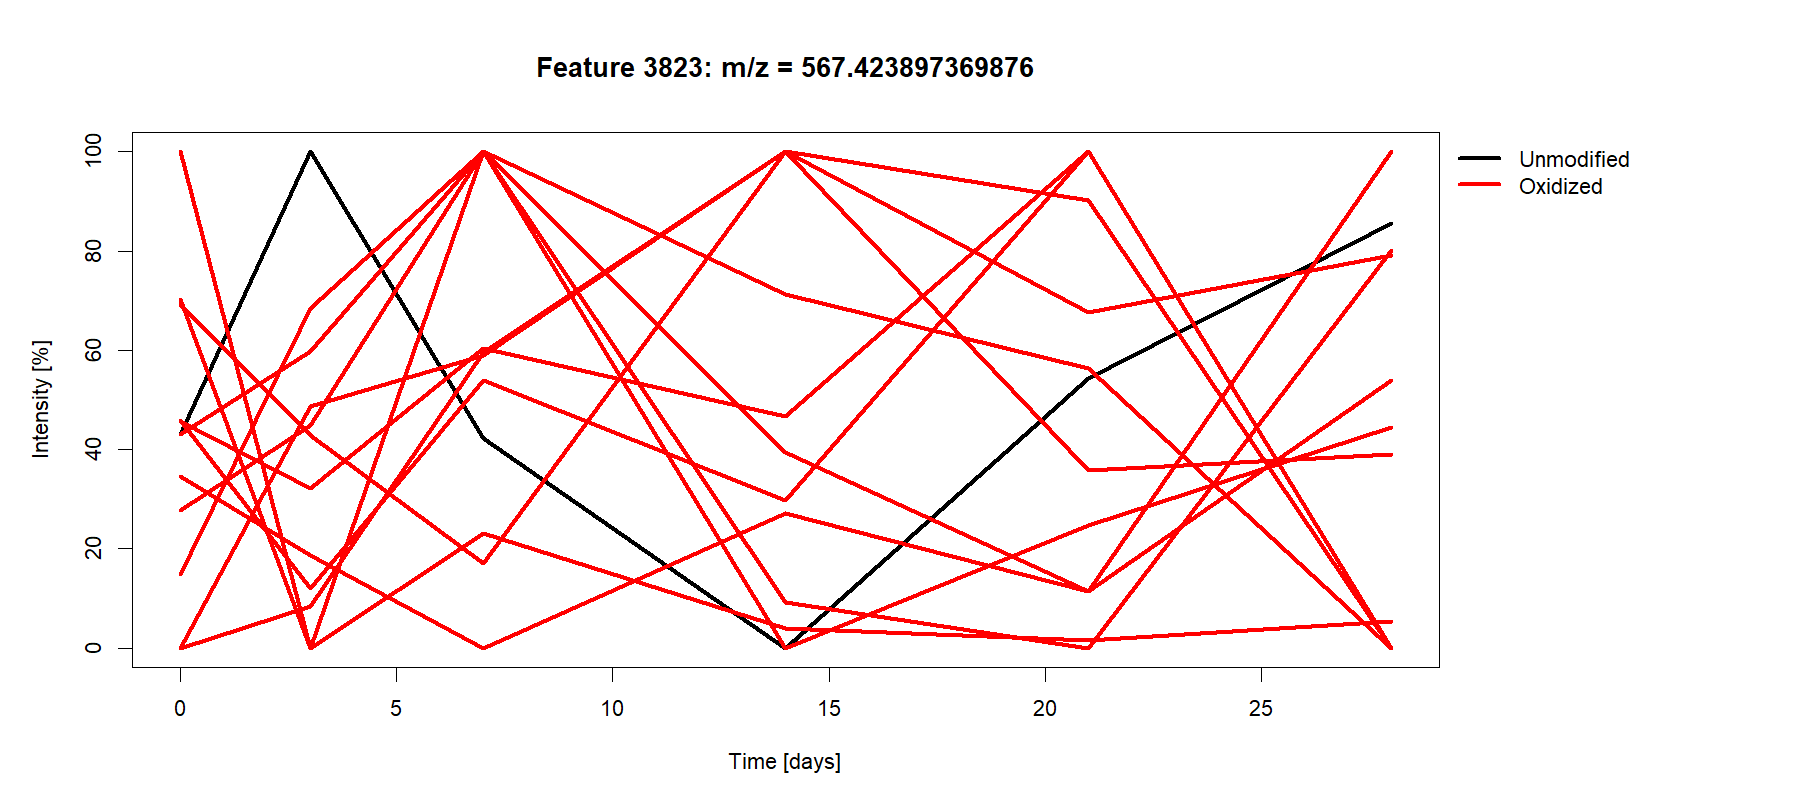 Feature 3823: m/z = 567.423897369876
Unmodified
Oxidized
Intensity [%]
100
80
60
40
20
0
0 5 10 15 20 25
Time [days]